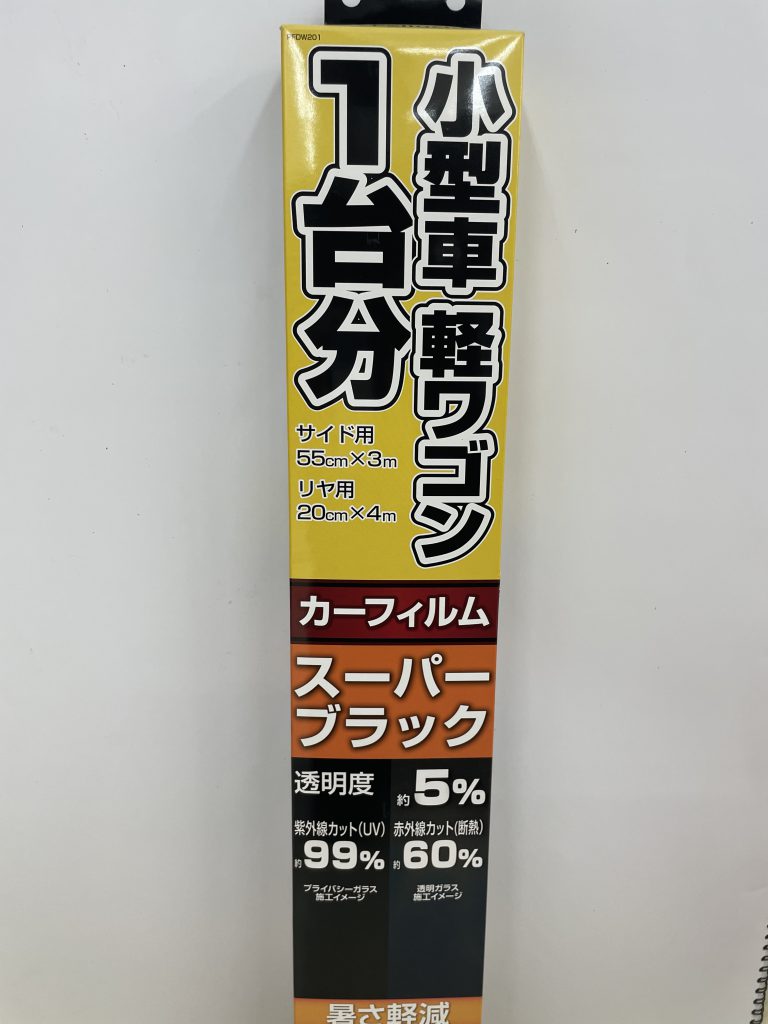 PFDW201
小型車 軽ワゴン
1台分
サイド用
55cm×3m
リヤ用
20cm×4m
カーフィルム
スーパー
ブラック
透明度 約5%
紫外線カット(UV)
約99%
赤外線カット(断熱)
約60%
プライバシーガラス
施工イメージ
透明ガラス
施工イメージ
暑さ軽減